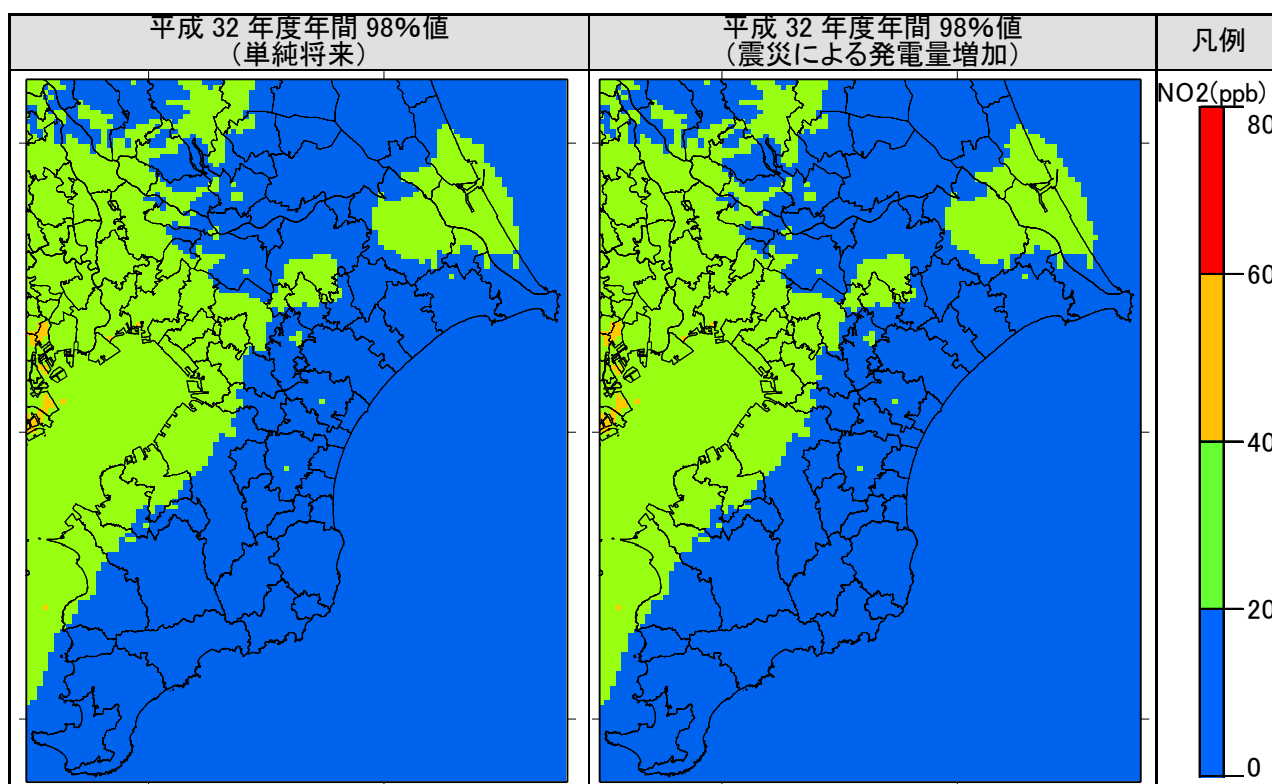 平成 32 年度年間 98%値
(単純将来)
平成 32 年度年間 98%値
(震災による発電量増加)
凡例
NO2(ppb)
80
60
40
20
0